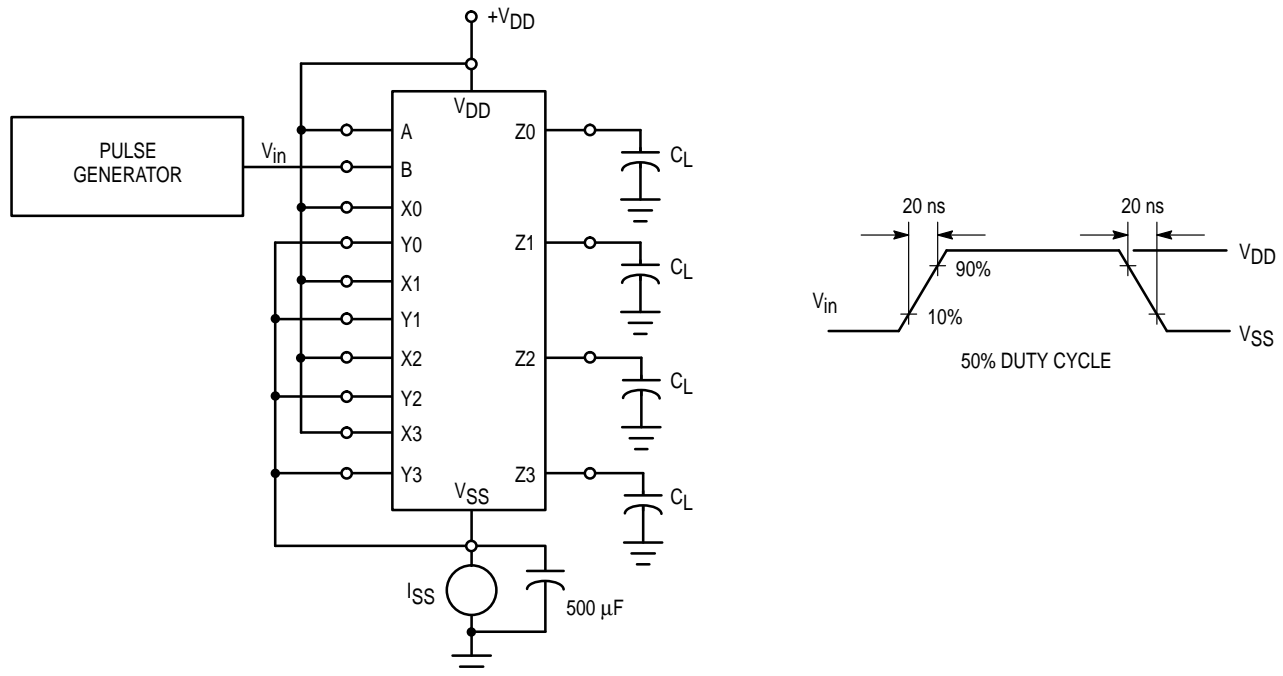 +VDD
VDD
PULSE
GENERATOR
Vin
A
B
X0
Y0
X1
Y1
X2
Y2
X3
Y3
Z0
Z1
Z2
Z3
CL
CL
CL
CL
VSS
ISS
500 μF
20 ns
20 ns
VDD
90%
Vin
10%
VSS
50% DUTY CYCLE